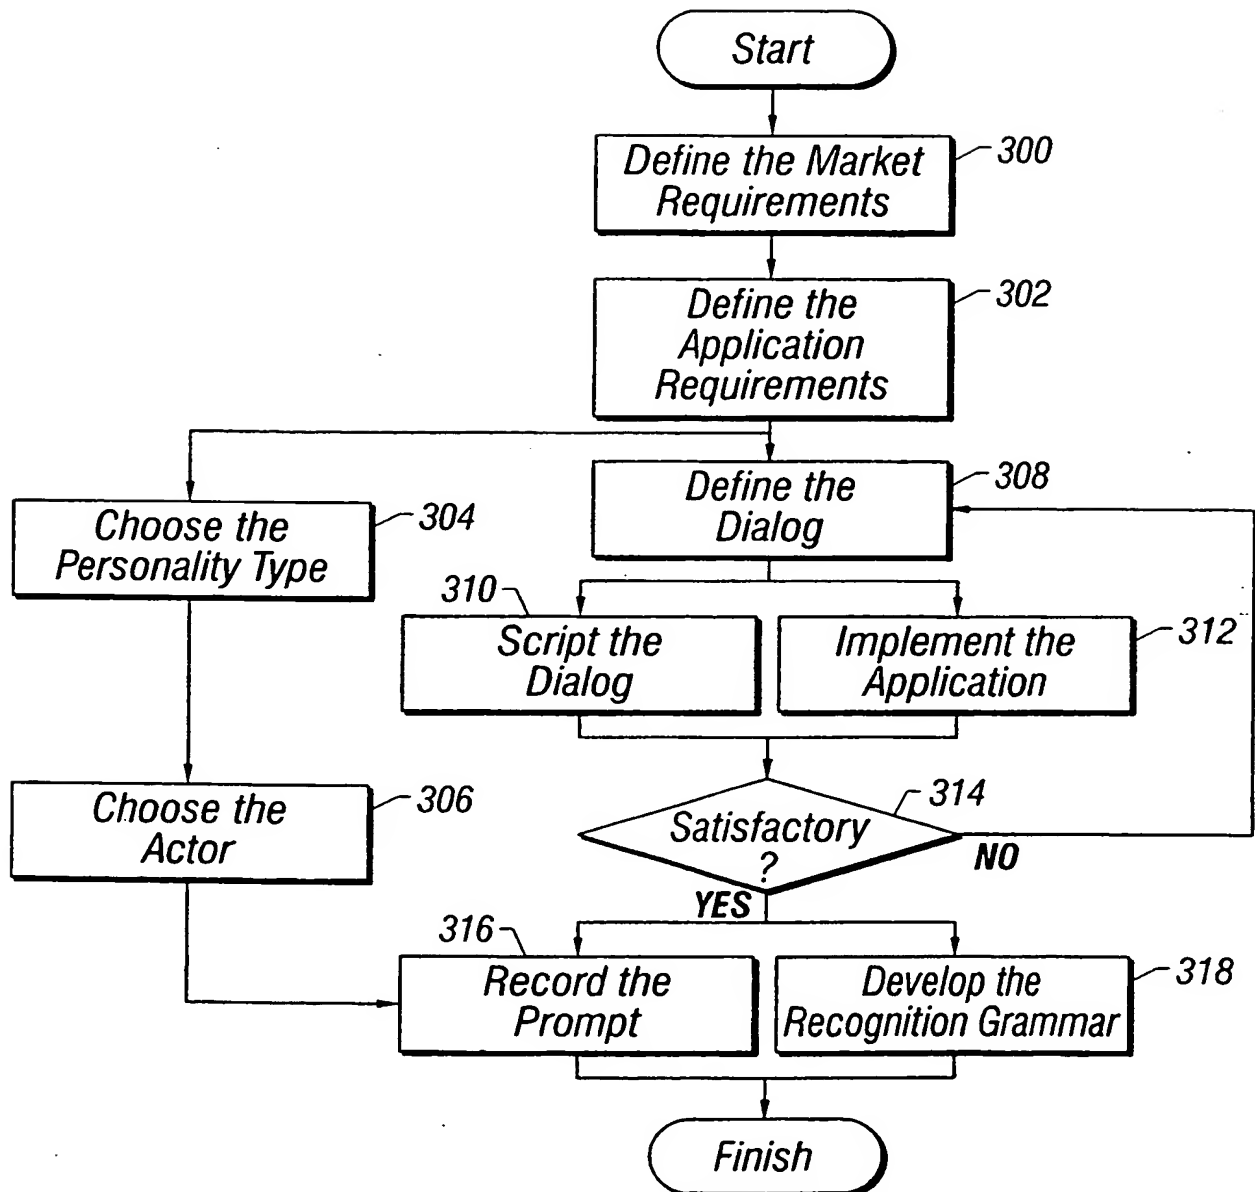 Start
Define the Market
Requirements
300
Define the
Application
Requirements
302
Define the
Dialog
308
Choose the
Personality Type
304
310
Script the
Dialog
Implement the
Application
312
Choose the
Actor
306
Satisfactory
?
314
NO
YES
316
Record the
Prompt
Develop the
Recognition Grammar
318
Finish